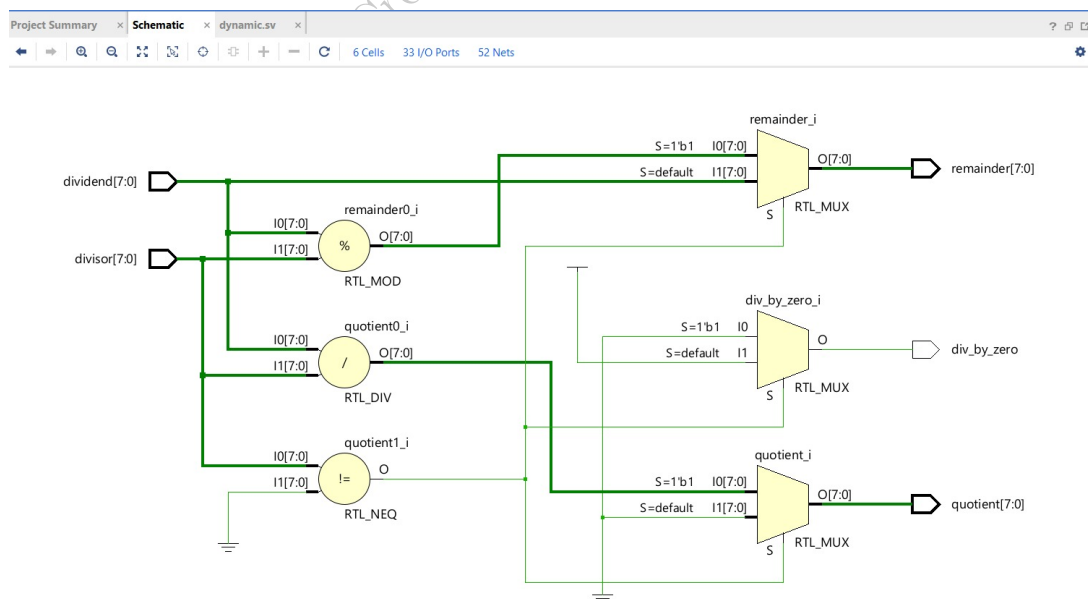 Project Summary × Schematic × dynamic.sv ×
6 Cells 33 I/O Ports 52 Nets
remainder_i
S=1'b1 I0[7:0]
O[7:0]
S=default I1[7:0]
remainder[7:0]
S
RTL_MUX
dividend[7:0]
remainder0_i
I0[7:0]
O[7:0]
%
I1[7:0]
divisor[7:0]
RTL_MOD
div_by_zero_i
S=1'b1 I0
O
S=default I1
div_by_zero
S
RTL_MUX
quotient0_i
I0[7:0]
O[7:0]
/
I1[7:0]
RTL_DIV
quotient1_i
I0[7:0]
O
!=
I1[7:0]
RTL_NEQ
quotient_i
S=1'b1 I0[7:0]
O[7:0]
S=default I1[7:0]
quotient[7:0]
S
RTL_MUX